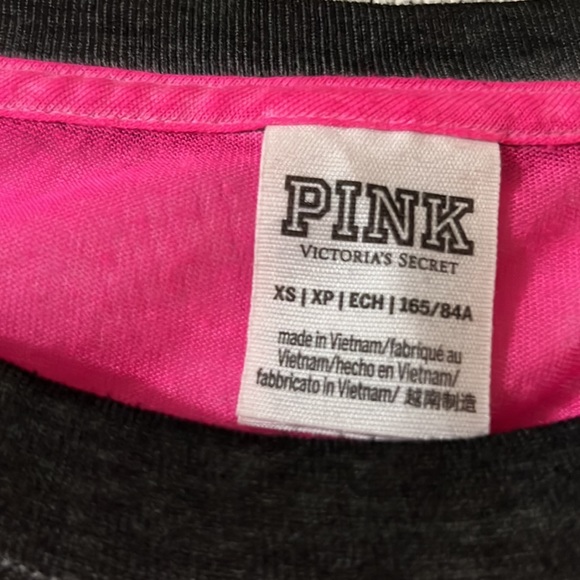 PINK
VICTORIA'S SECRET
XS | XP | ECH | 165/84A
made in Vietnam/fabriqué au
Vietnam/hecho en Vietnam/
fabbricato in Vietnam/ 越南制造